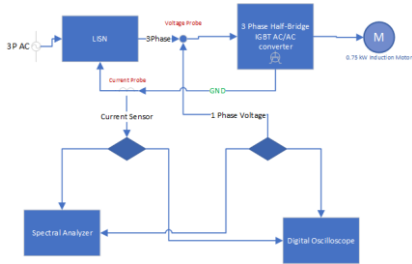 Voltage Probe
3P AC
LISN
3Phase
3 Phase Half-Bridge
IGBT AC/AC
converter
M
0.75 kW Induction Motor
Current Probe
GND
Current Sensor
1 Phase Voltage
Spectral Analyzer
Digital Oscilloscope